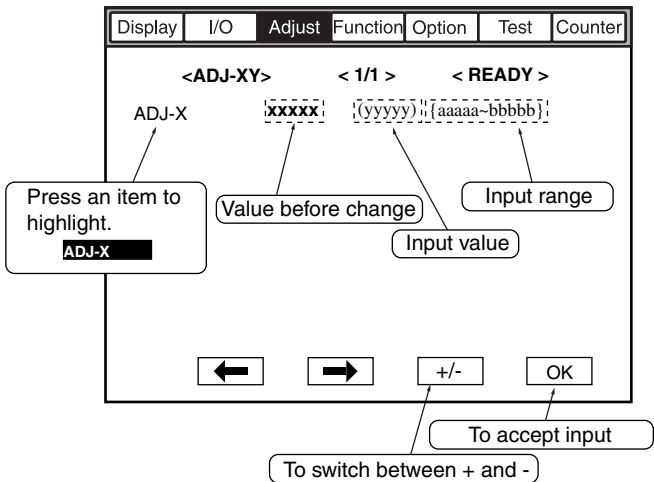 Display I/O Adjust Function Option Test Counter
<ADJ-XY> < 1/1 > < READY >
ADJ-X xxxxx (yyyyy) {aaaaa~bbbbb}
Press an item to
highlight.
ADJ-X
Value before change
Input range
Input value
+/- OK
To accept input
To switch between + and -